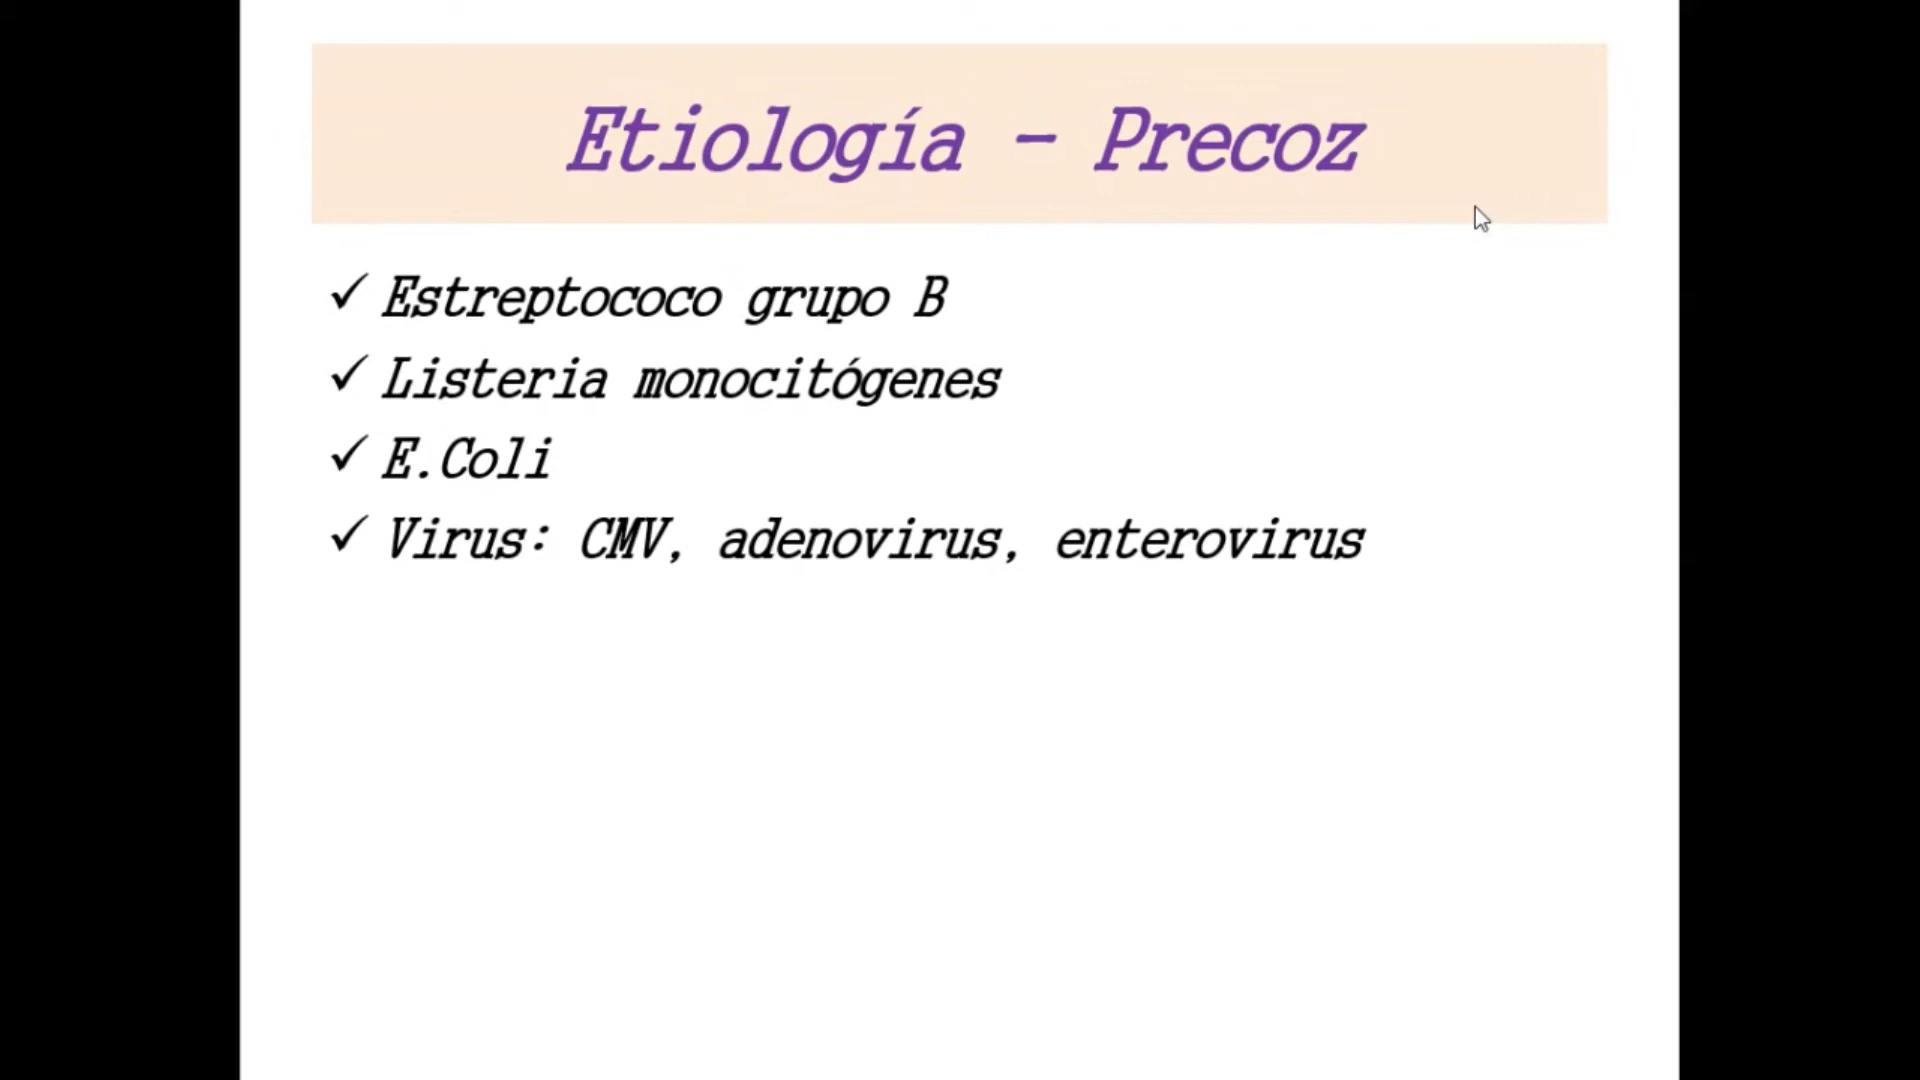 Etiología - Precoz
✓ Estreptococo grupo B
✓ Listeria monocitógenes
✓ E.Coli
✓ Virus: CMV, adenovirus, enterovirus